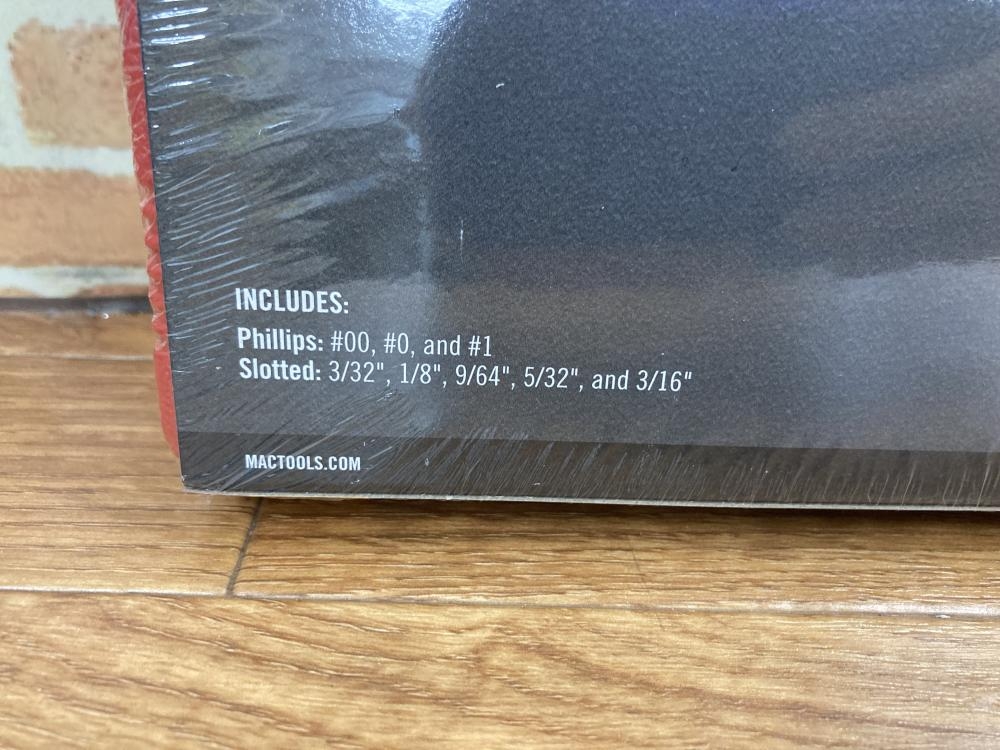 INCLUDES:
Phillips: #00, #0, and #1
Slotted: 3/32", 1/8", 9/64", 5/32", and 3/16"
MACTOOLS.COM